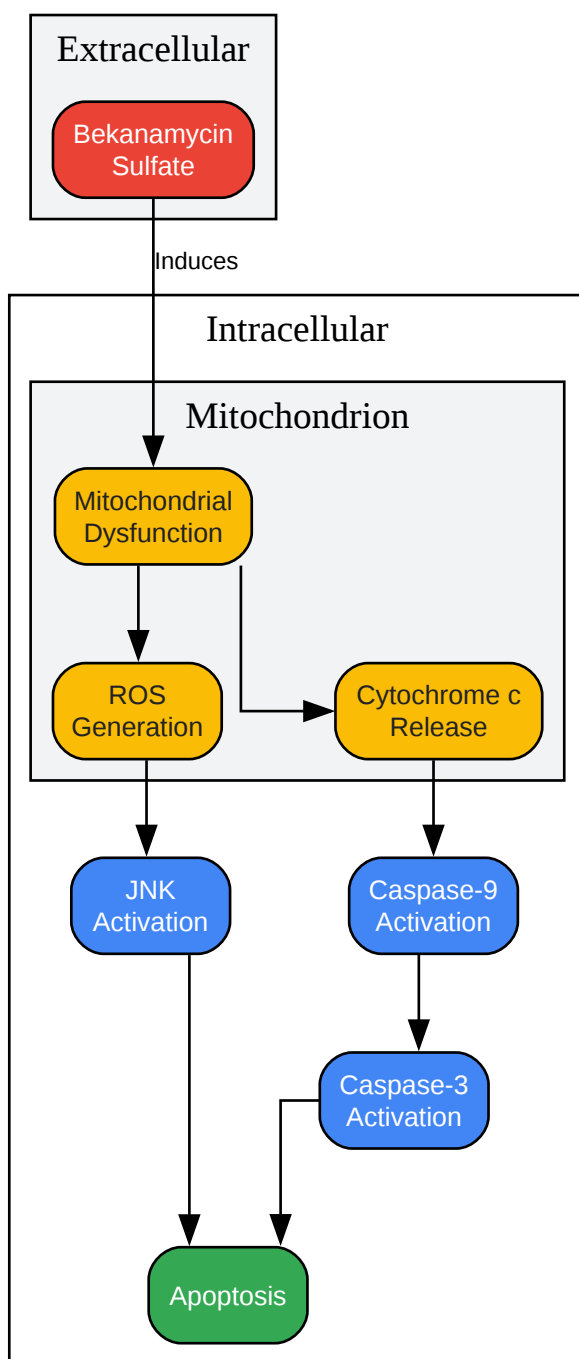 Extracellular
Bekanamycin
Sulfate
Induces
Intracellular
Mitochondrion
Mitochondrial
Dysfunction
ROS
Generation
Cytochrome c
Release
JNK
Activation
Caspase-9
Activation
Caspase-3
Activation
Apoptosis